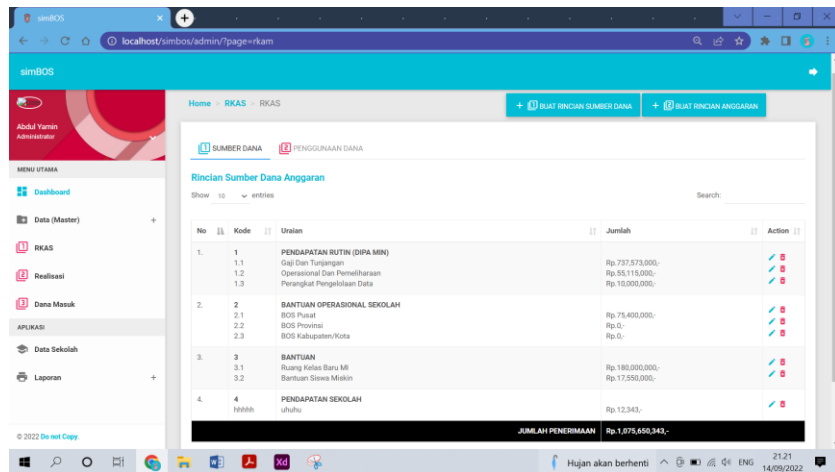 simBOS
localhost/simbos/admin/?page=rkam
simBOS
Abdul Yamin
Administrator
MENU UTAMA
Dashboard
Data (Master) +
1 RKAS
2 Realisasi
3 Dana Masuk
APLIKASI
Data Sekolah
Laporan +
© 2022 Do not Copy.
Home > RKAS > RKAS
+ 1 BUAT RINCIAN SUMBER DANA
+ 2 BUAT RINCIAN ANGGARAN
1 SUMBER DANA 2 PENGGUNAAN DANA
Rincian Sumber Dana Anggaran
Show 10 entries Search:
No Kode Uraian Jumlah Action
1. 1 PENDAPATAN RUTIN (DIPA MIN)
1.1 Gaji Dan Tunjangan Rp.737,573,000,-
1.2 Operasional Dan Pemeliharaan Rp.55,115,000,-
1.3 Perangkat Pengelolaan Data Rp.10,000,000,-
2. 2 BANTUAN OPERASIONAL SEKOLAH
2.1 BOS Pusat Rp.75,400,000,-
2.2 BOS Provinsi Rp.0,-
2.3 BOS Kabupaten/Kota Rp.0,-
3. 3 BANTUAN
3.1 Ruang Kelas Baru MI Rp.180,000,000,-
3.2 Bantuan Siswa Miskin Rp.17,550,000,-
4. 4 PENDAPATAN SEKOLAH
hhhhh uhuhu Rp.12,343,-
JUMLAH PENERIMAAN Rp.1,075,650,343,-
Hujan akan berhenti ENG 21.21
14/09/2022